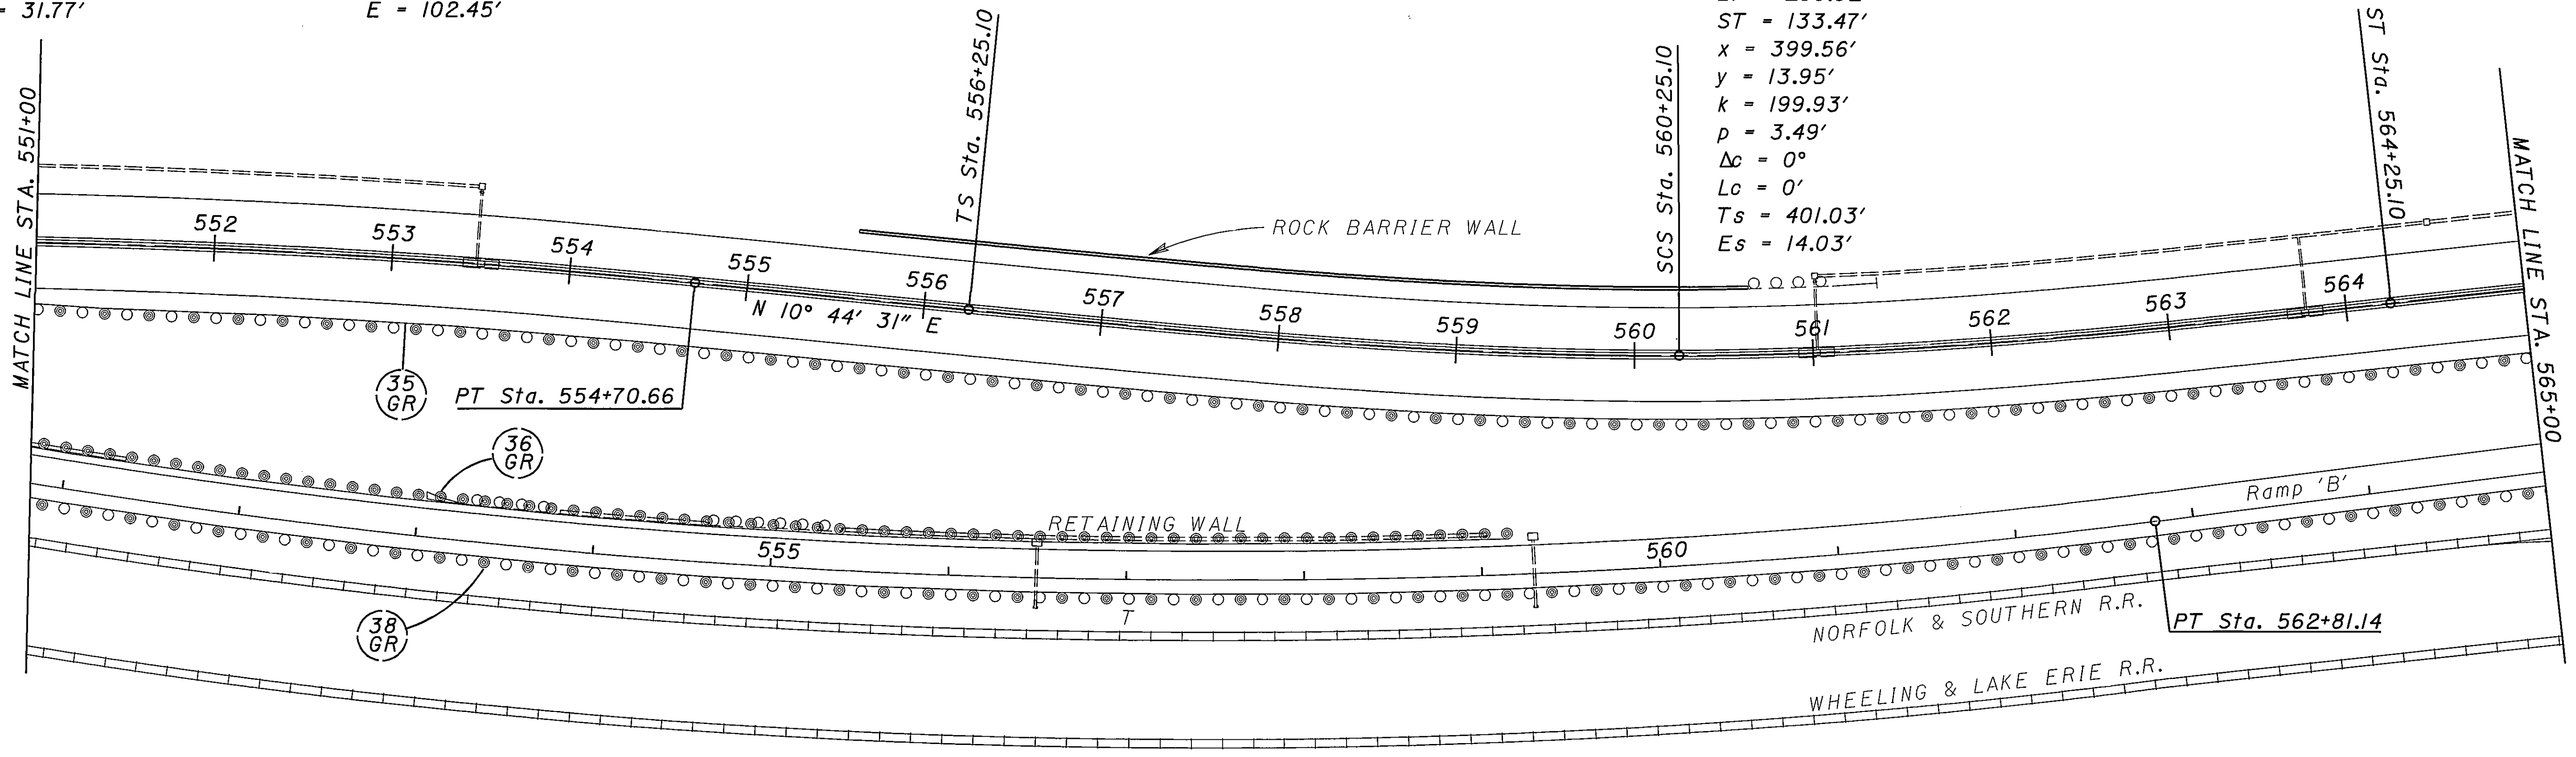 = 31.77'
E = 102.45'
ST = 133.47'
x = 399.56'
y = 13.95'
k = 199.93'
p = 3.49'
Δc = 0°
Lc = 0'
Ts = 401.03'
Es = 14.03'
MATCH LINE STA. 551+00
TS Sta. 556+25.10
SCS Sta. 560+25.10
ST Sta. 564+25.10
MATCH LINE STA. 565+00
ROCK BARRIER WALL
552
553
554
555
556
557
558
559
560
561
562
563
564
N 10° 44' 31" E
35
GR
PT Sta. 554+70.66
36
GR
RETAINING WALL
Ramp 'B'
555
560
38
GR
T
NORFOLK & SOUTHERN R.R.
PT Sta. 562+81.14
WHEELING & LAKE ERIE R.R.